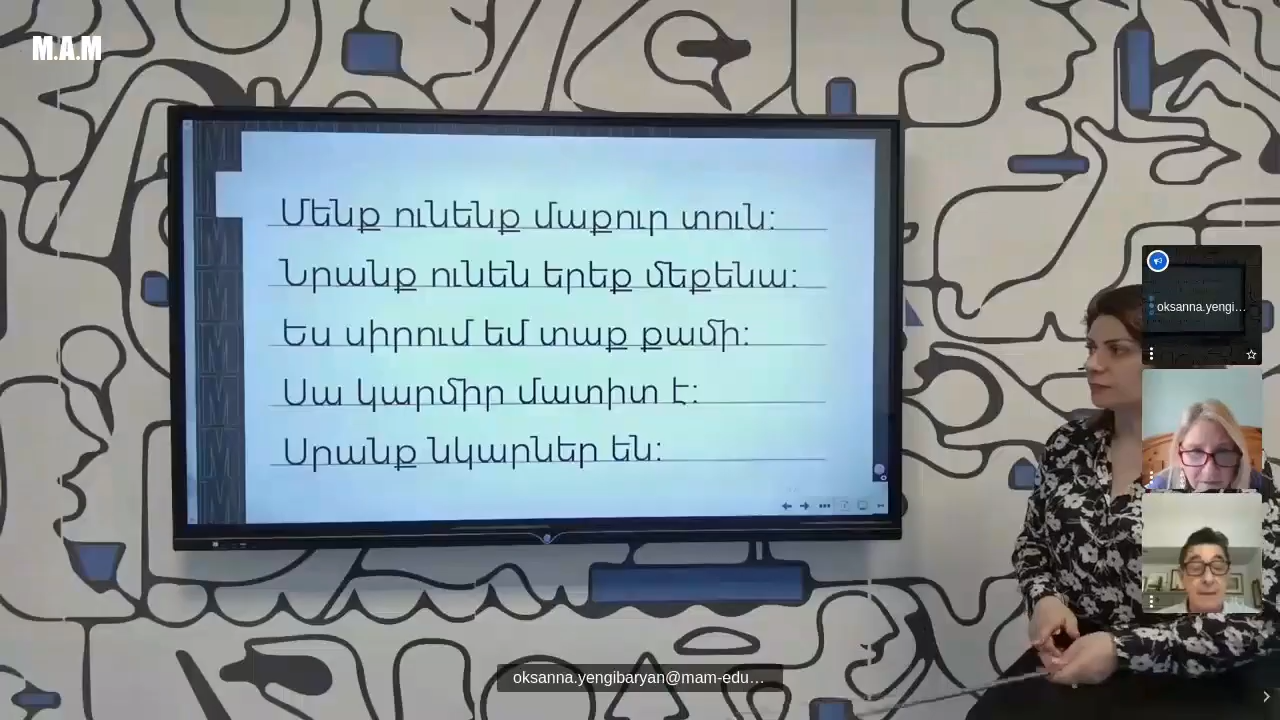 M.A.M
Մենք ունենք մաքուր տուն:
Նրանք ունեն երեք մեքենա:
Ես սիրում եմ տաք քամի:
Սա կարմիր մատիտ է:
Սրանք նկարներ են:
oksanna.yengi...
oksanna.yengibaryan@mam-edu...